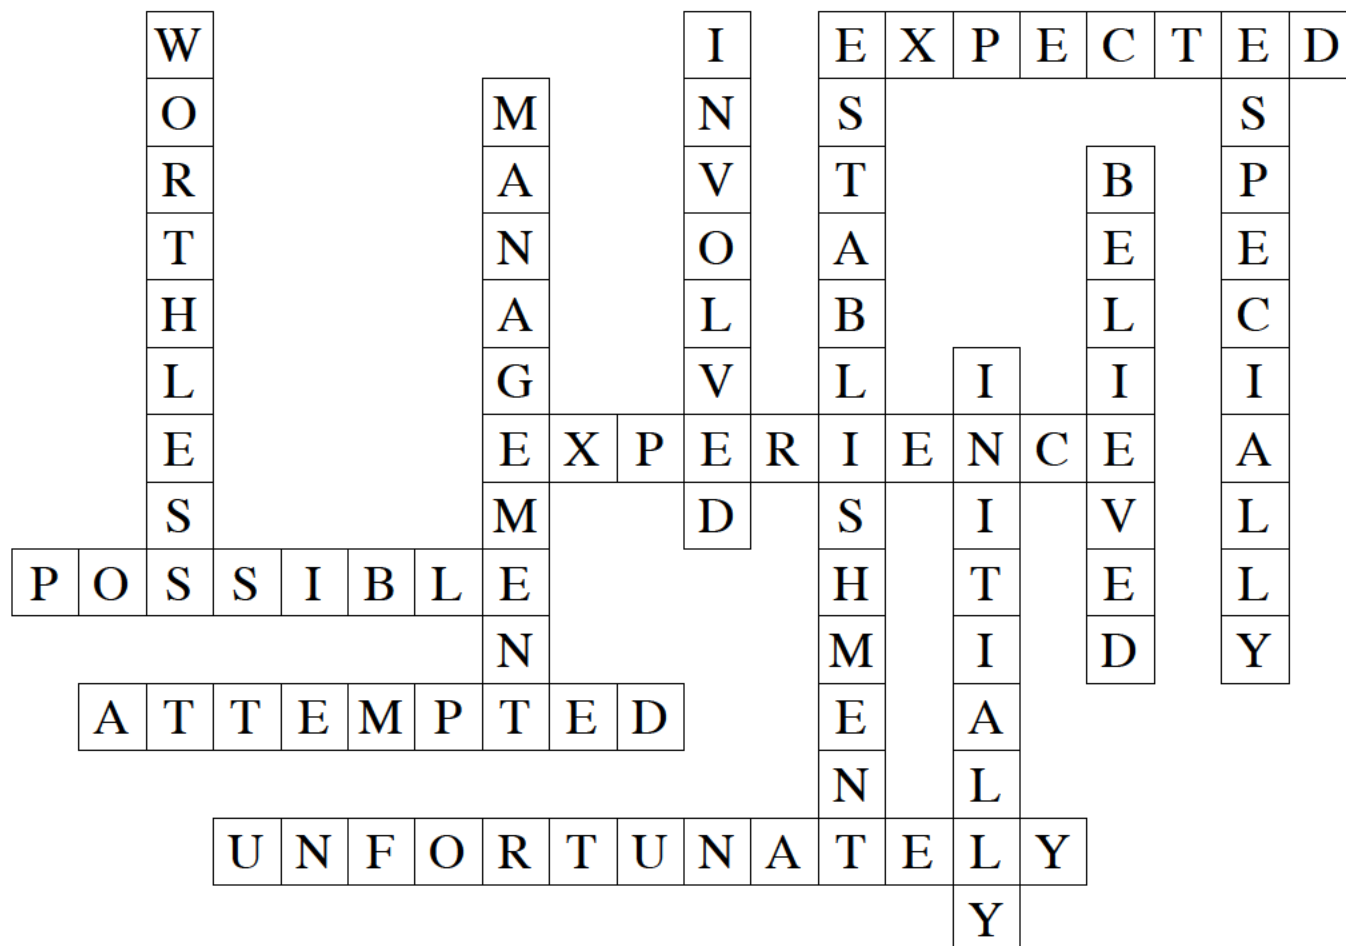 WORTHLESS
INVOLVED
EXPECTED
ESTABLISHMENT
ESPECIALLY
MANAGEMENT
BELIEVED
INITIALLY
EXPERIENCE
POSSIBLE
ATTEMPTED
UNFORTUNATELY